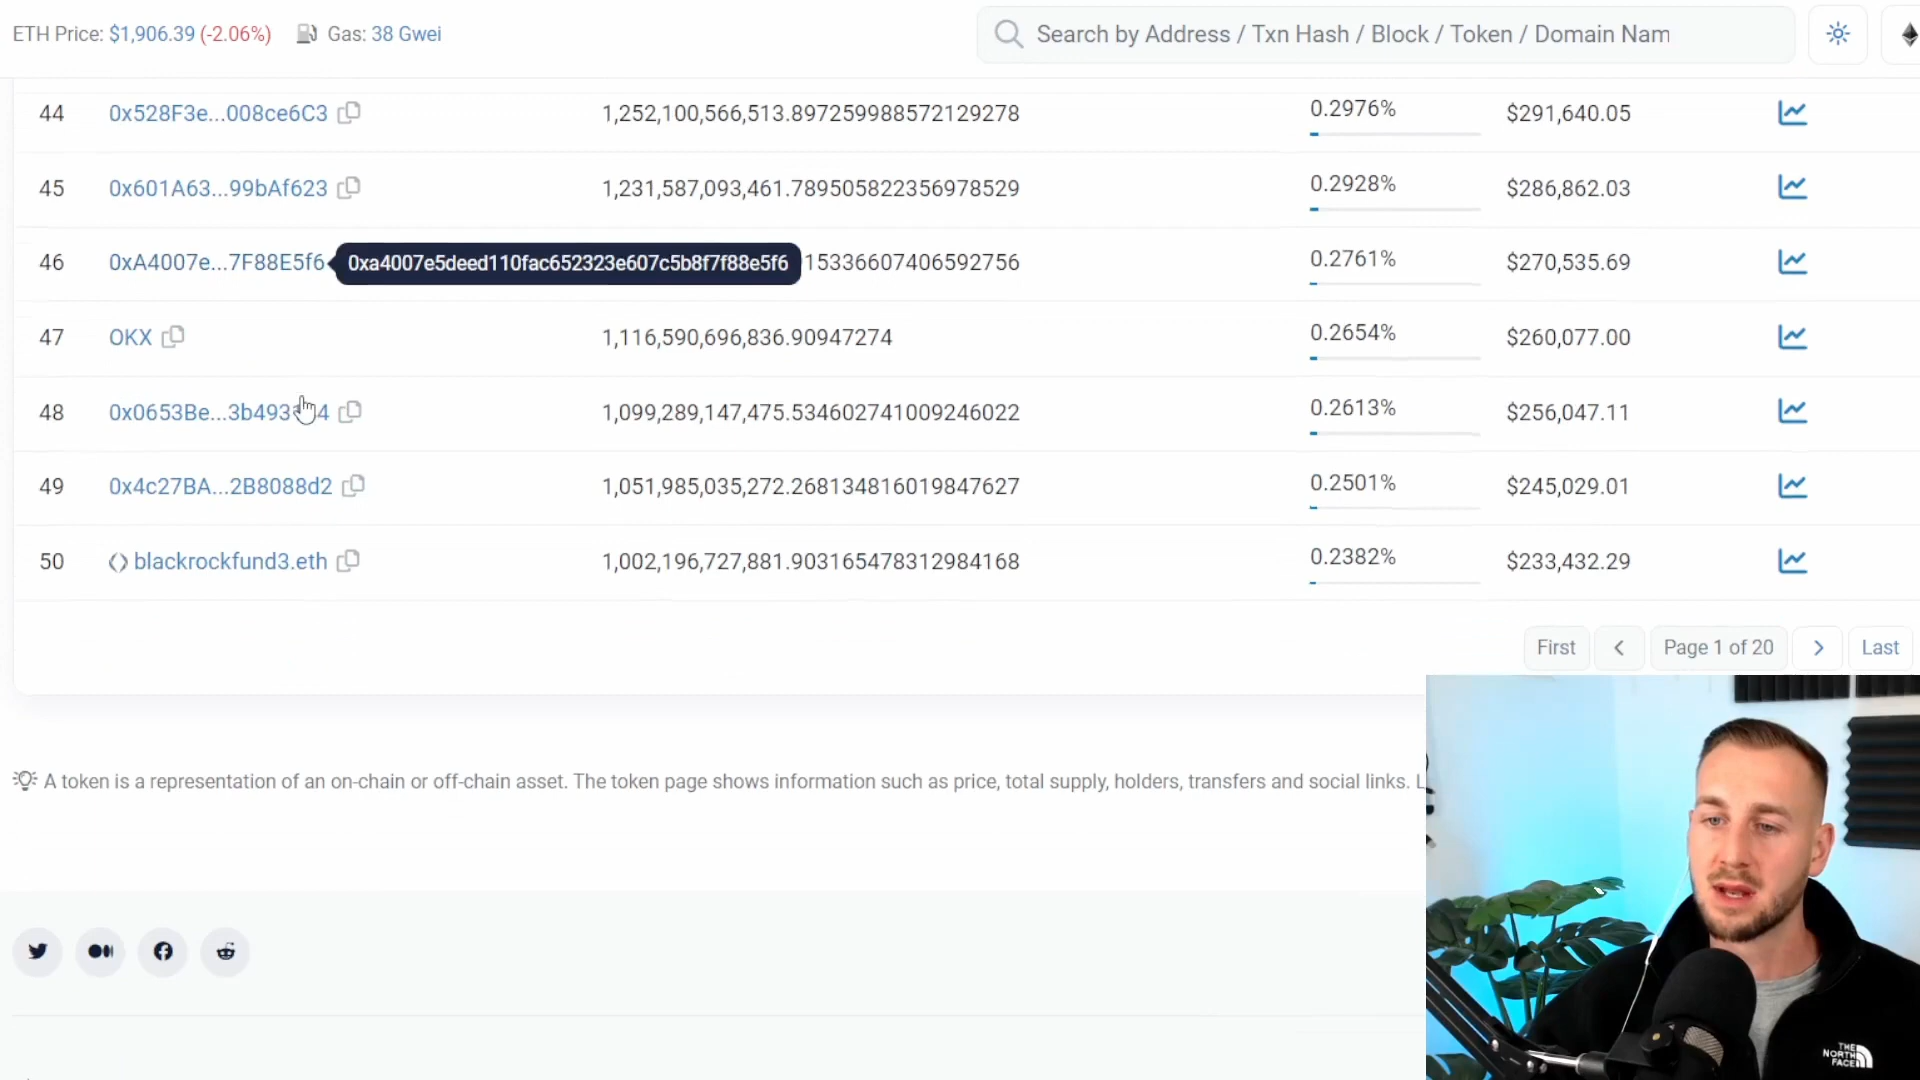 ETH Price: $1,906.39 (-2.06%) Gas: 38 Gwei
Search by Address / Txn Hash / Block / Token / Domain Nam
44 0x528F3e...008ce6C3 1,252,100,566,513.897259988572129278 0.2976% $291,640.05
45 0x601A63...99bAf623 1,231,587,093,461.789505822356978529 0.2928% $286,862.03
46 0xA4007e...7F88E5f6 0xa4007e5deed110fac652323e607c5b8f7f88e5f6 15336607406592756 0.2761% $270,535.69
47 OKX 1,116,590,696,836.90947274 0.2654% $260,077.00
48 0x0653Be...3b493 4 1,099,289,147,475.534602741009246022 0.2613% $256,047.11
49 0x4c27BA...2B8088d2 1,051,985,035,272.268134816019847627 0.2501% $245,029.01
50 blackrockfund3.eth 1,002,196,727,881.903165478312984168 0.2382% $233,432.29
First Page 1 of 20 Last
A token is a representation of an on-chain or off-chain asset. The token page shows information such as price, total supply, holders, transfers and social links. L
THE
NORTH
FACE